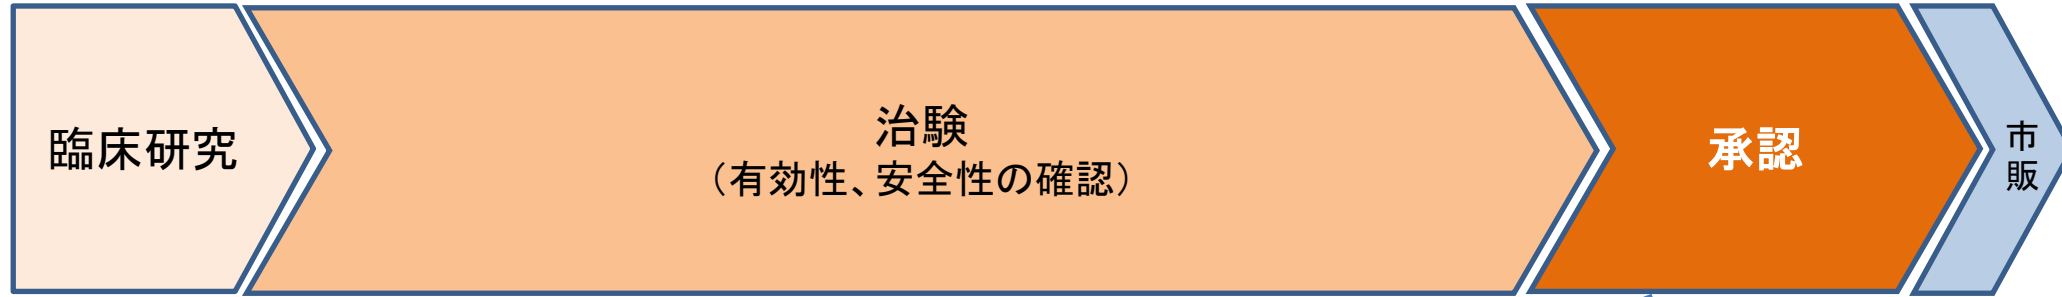 臨床研究
治験
（有効性、安全性の確認）
承認
市
販